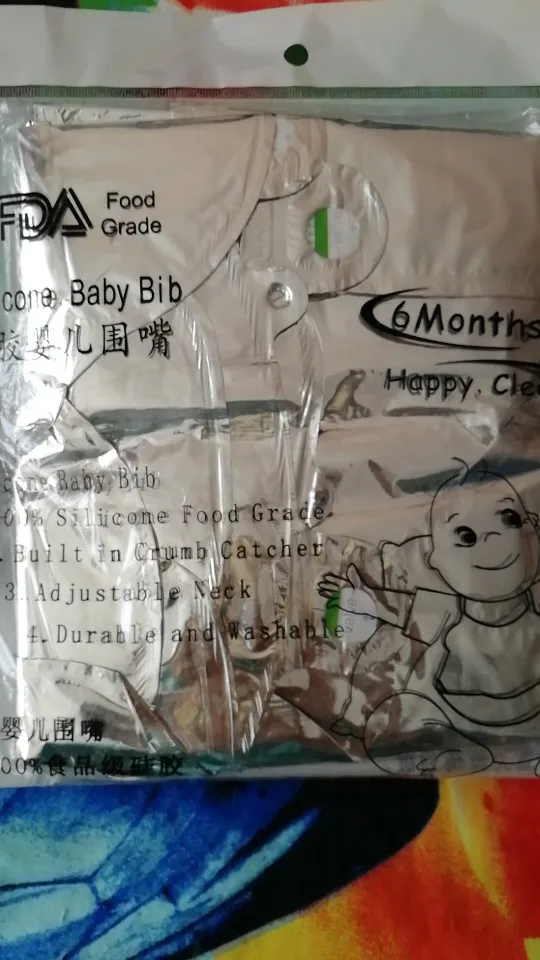 FDA Food
Grade
cone Baby Bib
胶婴儿围嘴
6Months
Happy. Cle
cone Baby Bib
00% Silicone Food Grade
.Built in Crumb Catcher
3.Adjustable Neck
4.Durable and Washable
婴儿围嘴
00%食品级硅胶